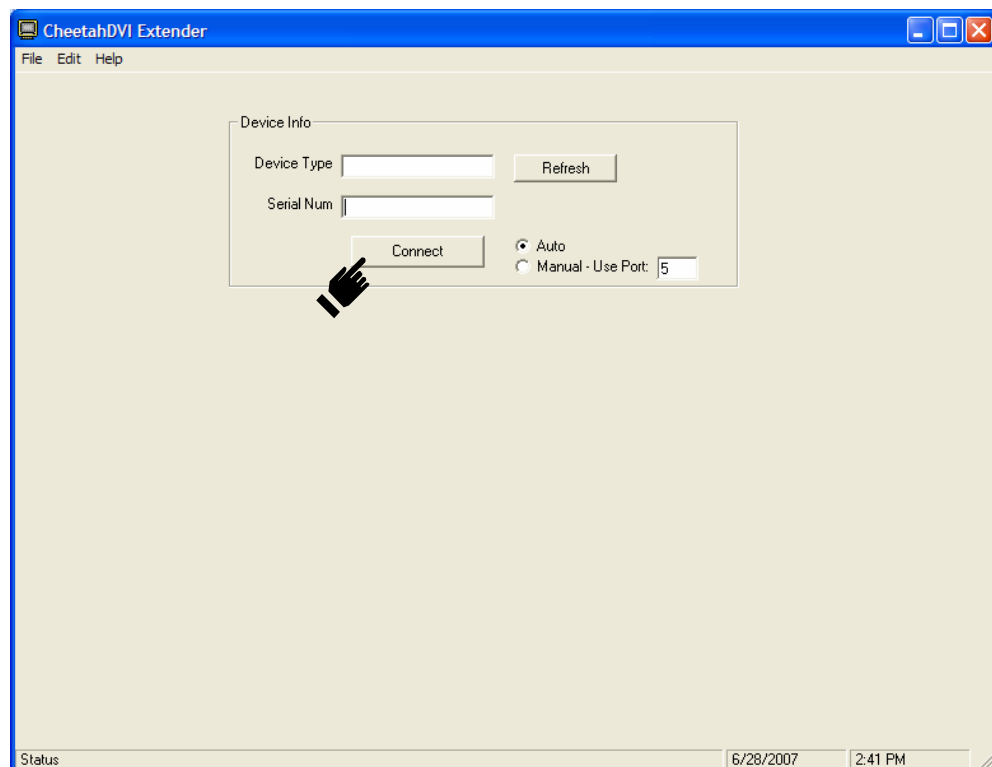 CheetahDVI Extender
File Edit Help
Device Info
Device Type
Refresh
Serial Num
Connect
Auto
Manual - Use Port: 5
Status 6/28/2007 2:41 PM